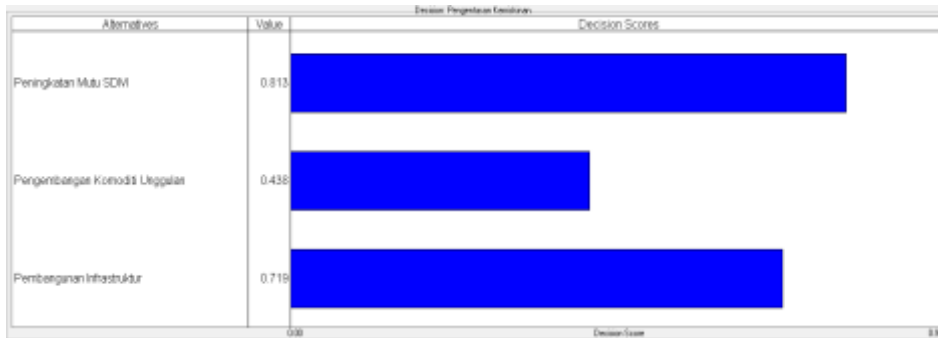 Decision: Pengentasan Kemiskinan
Alternatives Value Decision Scores
Peningkatan Mutu SDM 0.813
Pengembangan Komoditi Unggulan 0.438
Pembangunan Infrastruktur 0.719
0.00 Decision Score